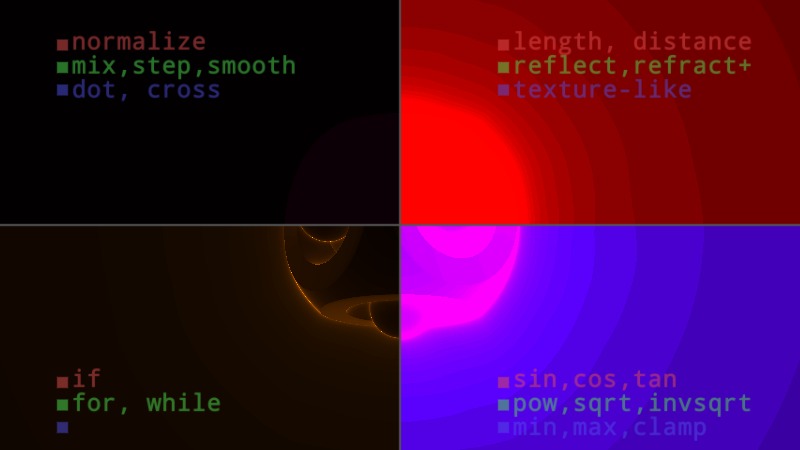 normalize
mix,step,smooth
dot, cross
length, distance
reflect,refract+
texture-like
if
for, while
sin,cos,tan
pow,sqrt,invsqrt
min,max,clamp